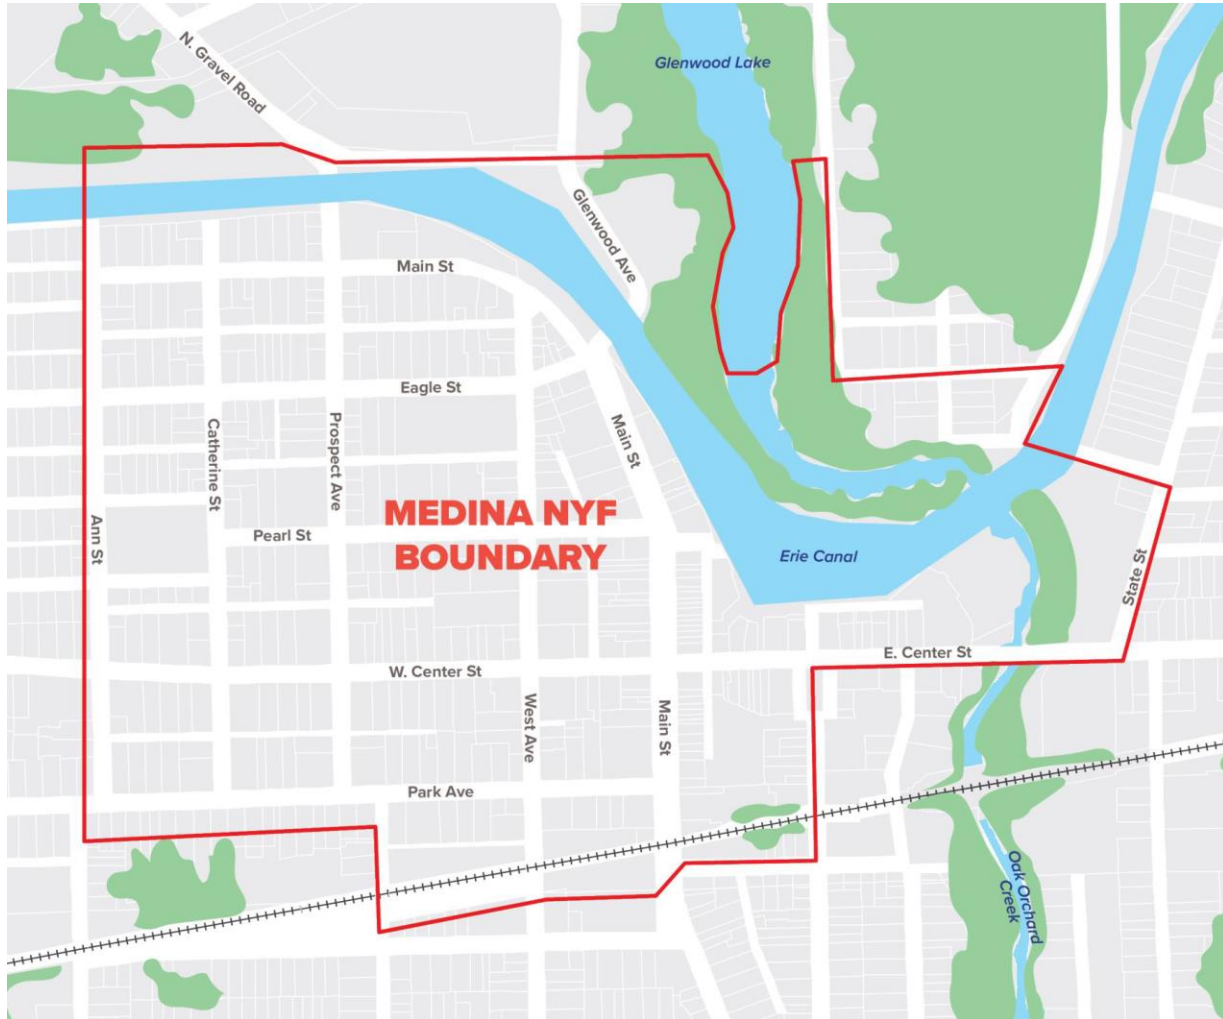 Glenwood Lake
N. Gravel Road
Glenwood Ave
Main St
Eagle St
Catherine St
Prospect Ave
Main St
MEDINA NYF
BOUNDARY
Ann St
Pearl St
Erie Canal
State St
E. Center St
W. Center St
West Ave
Main St
Park Ave
Oak Orchard
Creek